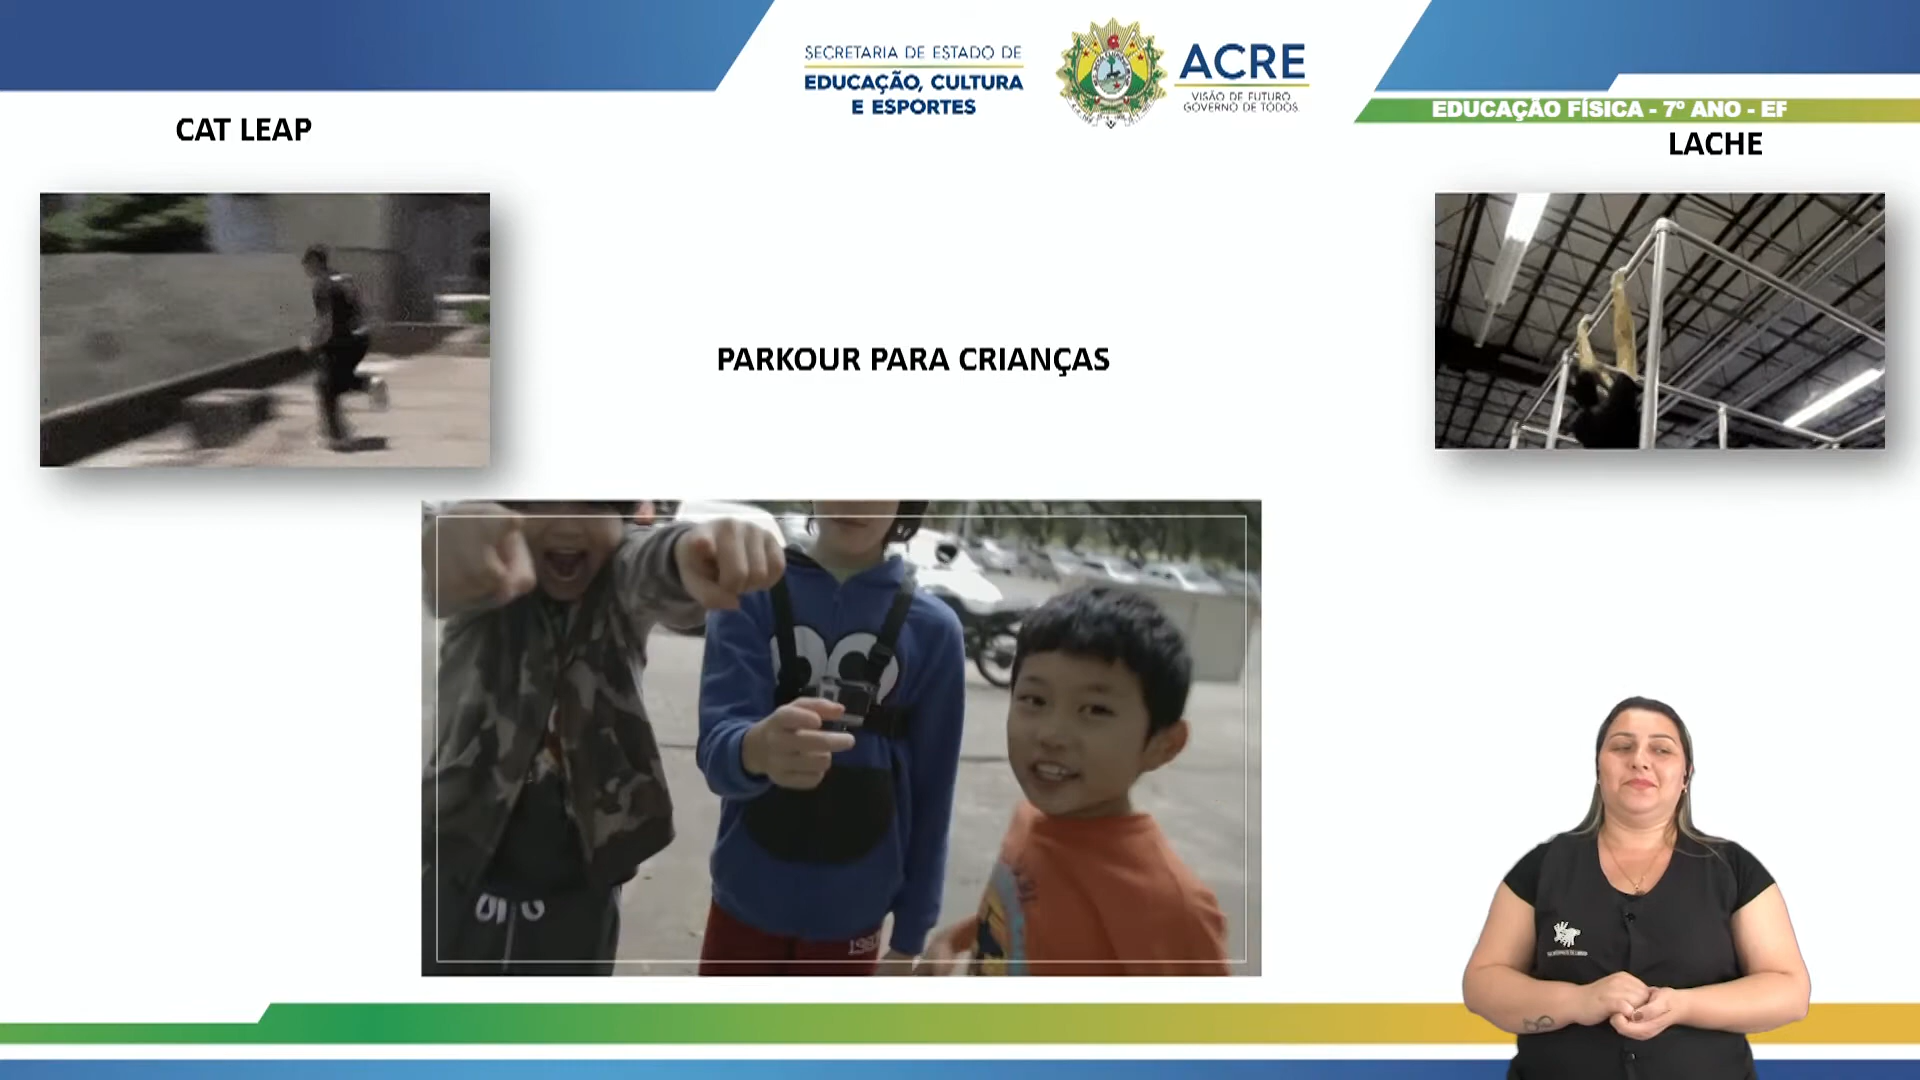 SECRETARIA DE ESTADO DE
EDUCAÇÃO, CULTURA
E ESPORTES
ACRE
VISÃO DE FUTURO
GOVERNO DE TODOS
EDUCAÇÃO FÍSICA - 7º ANO - EF
CAT LEAP
LACHE
PARKOUR PARA CRIANÇAS